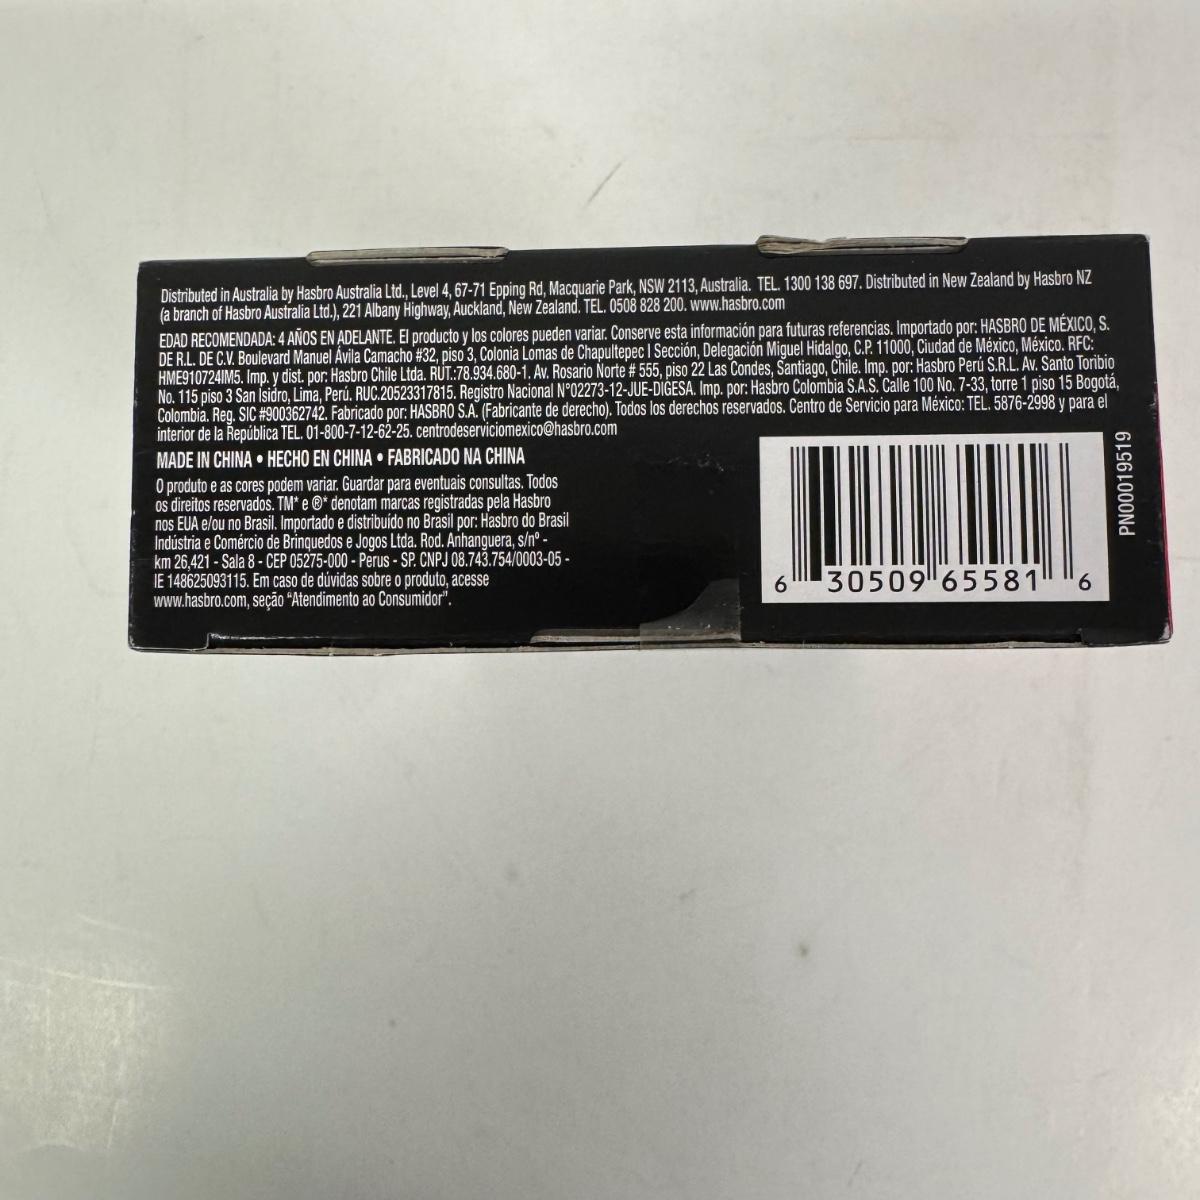 Distributed in Australia by Hasbro Australia Ltd., Level 4, 67-71 Epping Rd, Macquarie Park, NSW 2113, Australia. TEL. 1300 138 697. Distributed in New Zealand by Hasbro NZ
(a branch of Hasbro Australia Ltd.), 221 Albany Highway, Auckland, New Zealand. TEL. 0508 828 200. www.hasbro.com
EDAD RECOMENDADA: 4 AÑOS EN ADELANTE. El producto y los colores pueden variar. Conserve esta información para futuras referencias. Importado por: HASBRO DE MÉXICO, S.
DE R.L. DE C.V. Boulevard Manuel Ávila Camacho #32, piso 3, Colonia Lomas de Chapultepec I Sección, Delegación Miguel Hidalgo, C.P. 11000, Ciudad de México, México. RFC:
HME910724IM5. Imp. y dist. por: Hasbro Chile Ltda. RUT.:78.934.680-1. Av. Rosario Norte # 555, piso 22 Las Condes, Santiago, Chile. Imp. por: Hasbro Perú S.R.L. Av. Santo Toribio
No. 115 piso 3 San Isidro, Lima, Perú. RUC.20523317815. Registro Nacional N°02273-12-JUE-DIGESA. Imp. por: Hasbro Colombia S.A.S. Calle 100 No. 7-33, torre 1 piso 15 Bogotá,
Colombia. Reg. SIC #900362742. Fabricado por: HASBRO S.A. (Fabricante de derecho). Todos los derechos reservados. Centro de Servicio para México: TEL. 5876-2998 y para el
interior de la República TEL. 01-800-7-12-62-25. centrodeserviciomexico@hasbro.com
MADE IN CHINA • HECHO EN CHINA • FABRICADO NA CHINA
O produto e as cores podem variar. Guardar para eventuais consultas. Todos
os direitos reservados. TM* e ®* denotam marcas registradas pela Hasbro
nos EUA e/ou no Brasil. Importado e distribuído no Brasil por: Hasbro do Brasil
Indústria e Comércio de Brinquedos e Jogos Ltda. Rod. Anhanguera, s/nº -
km 26,421 - Sala 8 - CEP 05275-000 - Perus - SP. CNPJ 08.743.754/0003-05 -
IE 148625093115. Em caso de dúvidas sobre o produto, acesse
www.hasbro.com, seção "Atendimento ao Consumidor".
6 30509 65581 6
PN00019519